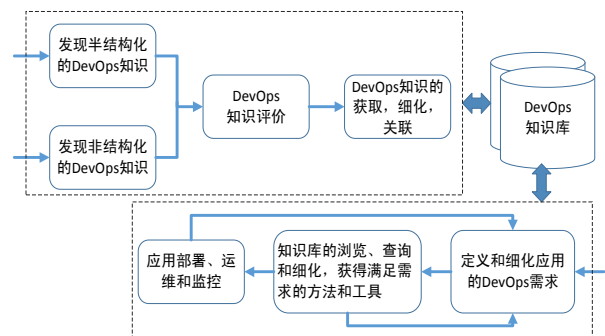 发现半结构化
的DevOps知识
发现非结构化
的DevOps知识
DevOps
知识评价
DevOps知识的
获取，细化，
关联
DevOps
知识库
应用部署、运
维和监控
知识库的浏览、查询
和细化，获得满足需
求的方法和工具
定义和细化应用
的DevOps需求